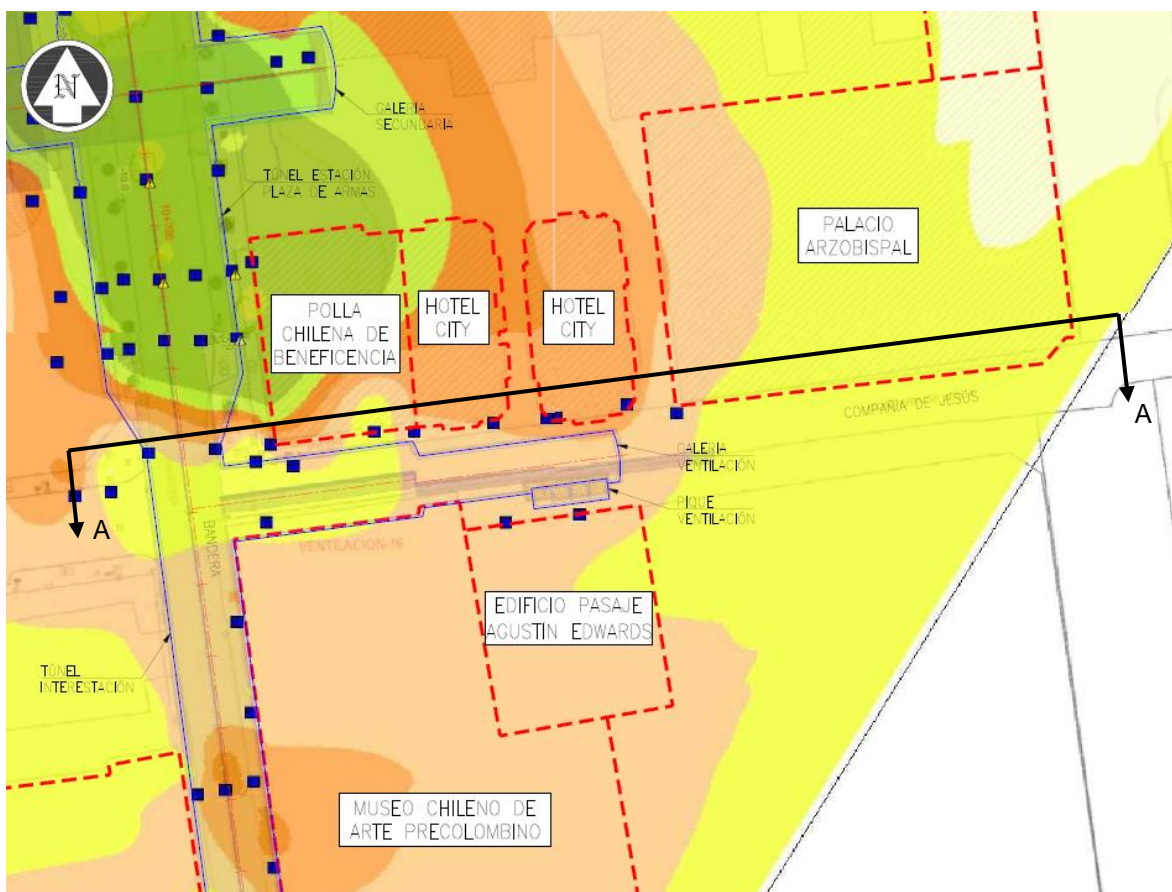 N
GALERIA
SECUNDARIA
TÚNEL ESTACIÓN
PLAZA DE ARMAS
PALACIO
ARZOBISPAL
POLLA
CHILENA DE
BENEFICENCIA
HOTEL
CITY
HOTEL
CITY
COMPAÑIA DE JESÚS
A
GALERIA
VENTILACIÓN
PIQUE
VENTILACIÓN
A
BANDERA
VENTILACION-16
EDIFICIO PASAJE
AGUSTÍN EDWARDS
TÚNEL
INTERESTACIÓN
MUSEO CHILENO DE
ARTE PRECOLOMBINO